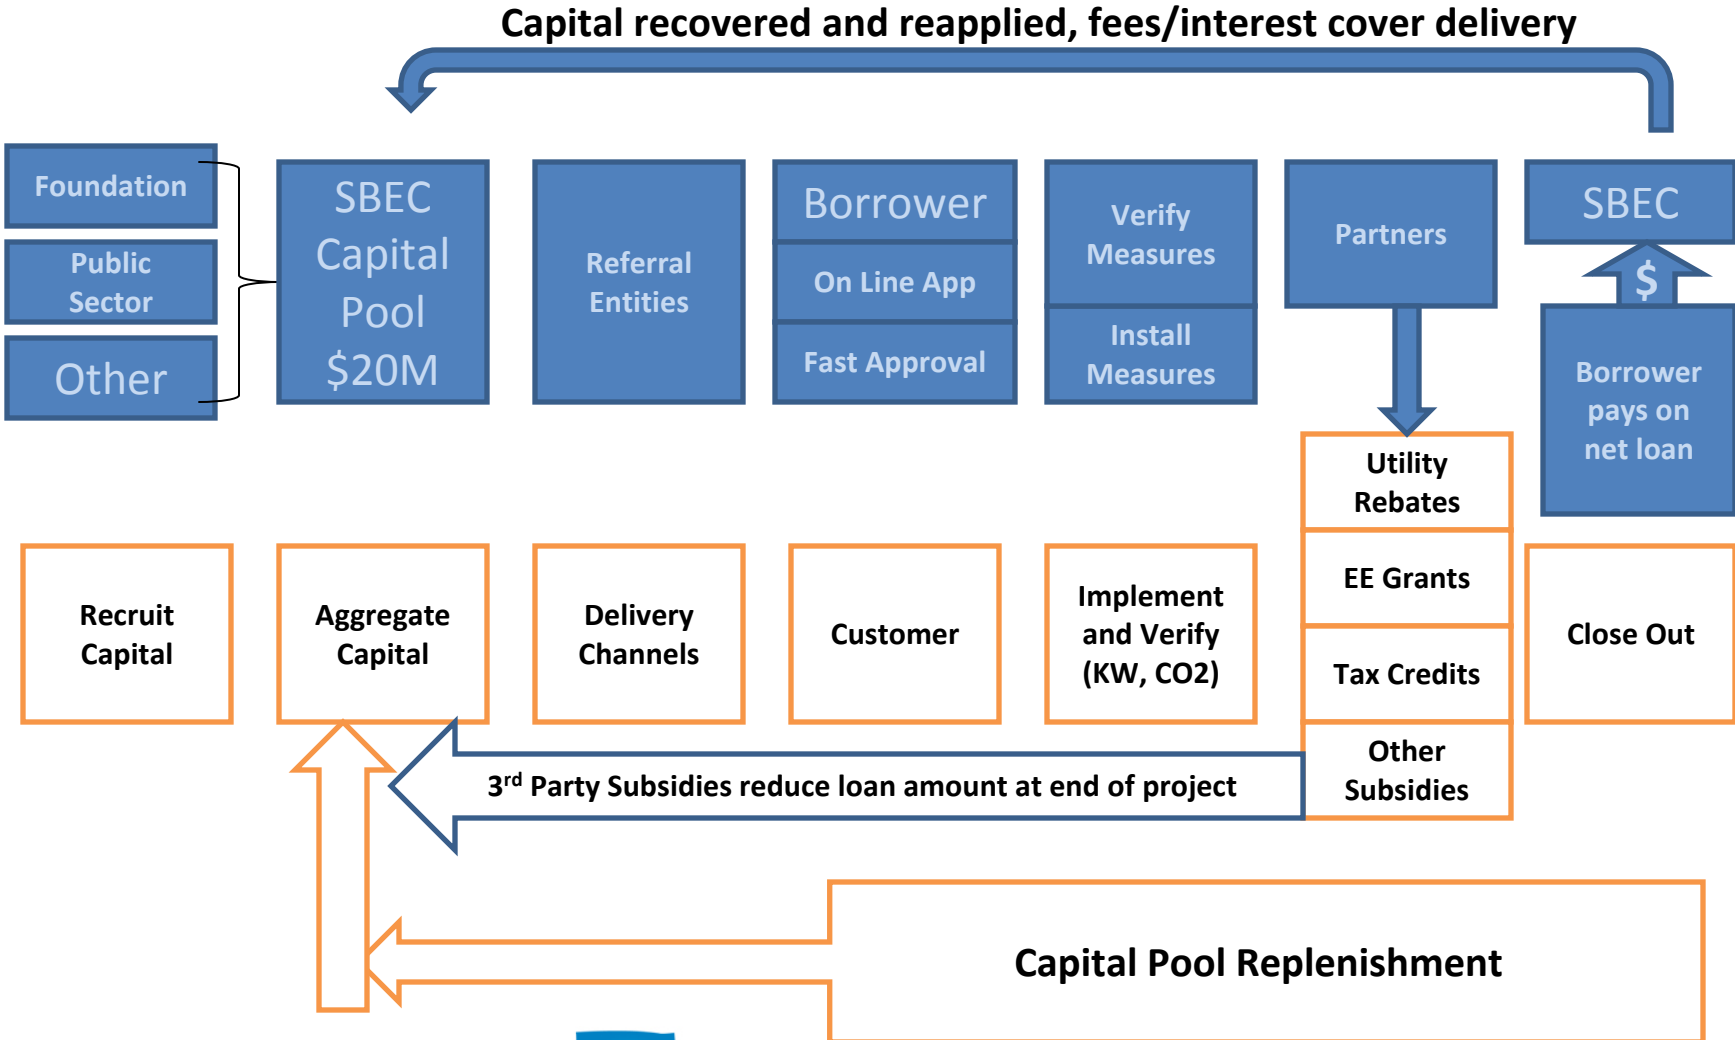 Capital recovered and reapplied, fees/interest cover delivery
Foundation
Public
Sector
Other
SBEC
Capital
Pool
$20M
Referral
Entities
Borrower
On Line App
Fast Approval
Verify
Measures
Install
Measures
Partners
SBEC
$
Borrower
pays on
net loan
Utility
Rebates
EE Grants
Tax Credits
Other
Subsidies
Recruit
Capital
Aggregate
Capital
Delivery
Channels
Customer
Implement
and Verify
(KW, CO2)
Close Out
3rd Party Subsidies reduce loan amount at end of project
Capital Pool Replenishment